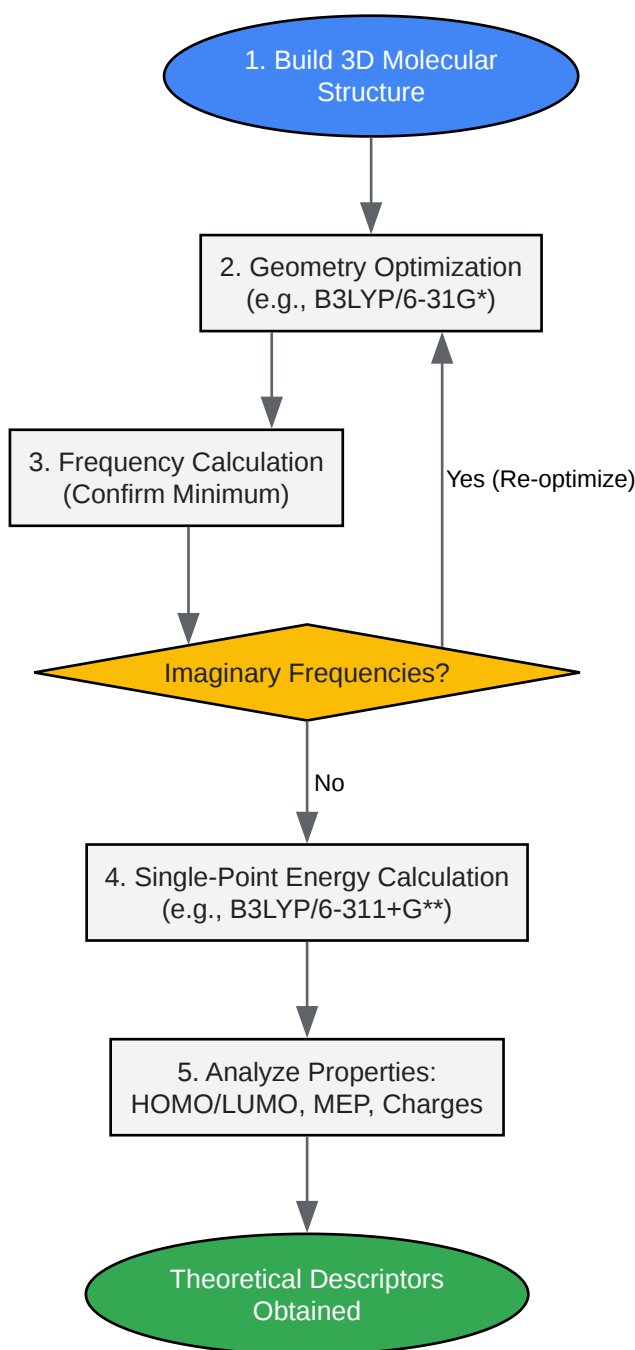 1. Build 3D Molecular
Structure
2. Geometry Optimization
(e.g., B3LYP/6-31G*)
3. Frequency Calculation
(Confirm Minimum)
Yes (Re-optimize)
Imaginary Frequencies?
No
4. Single-Point Energy Calculation
(e.g., B3LYP/6-311+G**)
5. Analyze Properties:
HOMO/LUMO, MEP, Charges
Theoretical Descriptors
Obtained